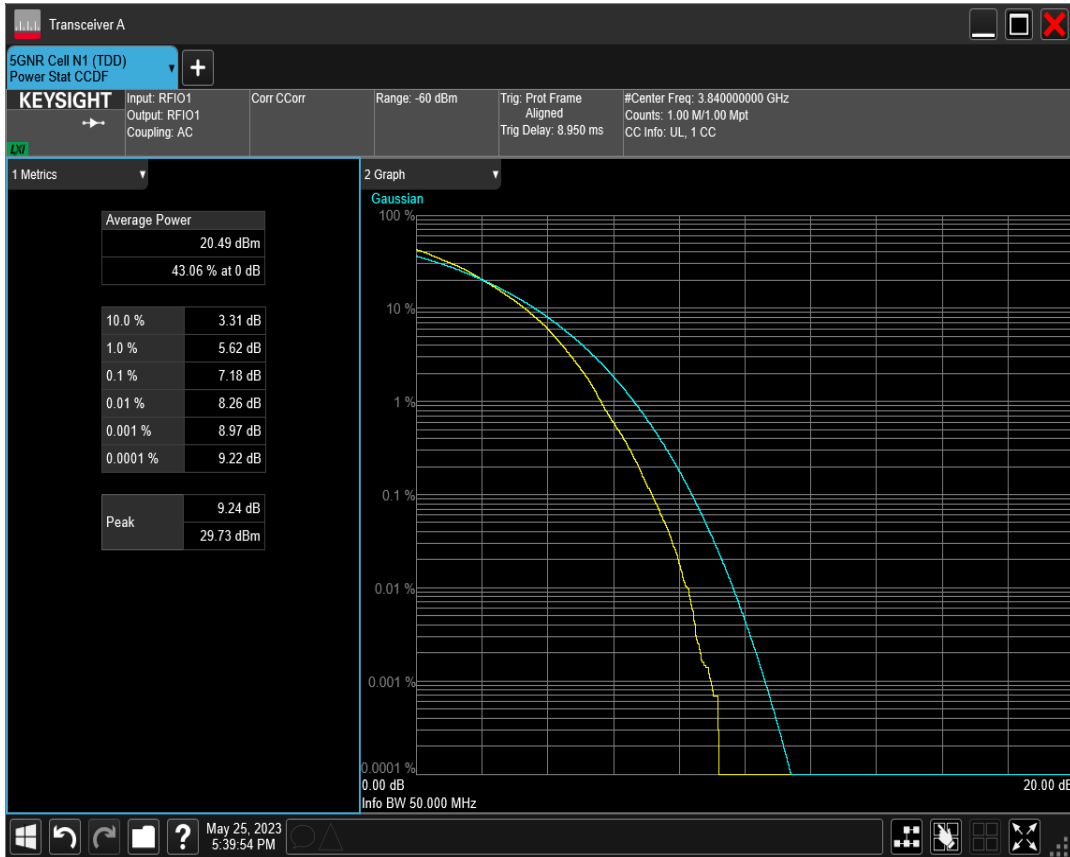 Transceiver A
5GNR Cell N1 (TDD)
Power Stat CCDF
+
KEYSIGHT
LXI
Input: RFIO1
Output: RFIO1
Coupling: AC
Corr CCorr
Range: -60 dBm
Trig: Prot Frame
Aligned
Trig Delay: 8.950 ms
#Center Freq: 3.840000000 GHz
Counts: 1.00 M/1.00 Mpt
CC Info: UL, 1 CC
1 Metrics
Average Power
20.49 dBm
43.06 % at 0 dB
10.0 % 3.31 dB
1.0 % 5.62 dB
0.1 % 7.18 dB
0.01 % 8.26 dB
0.001 % 8.97 dB
0.0001 % 9.22 dB
Peak
9.24 dB
29.73 dBm
2 Graph
Gaussian
100 %
10 %
1 %
0.1 %
0.01 %
0.001 %
0.0001 %
0.00 dB 20.00 dB
Info BW 50.000 MHz
?
May 25, 2023
5:39:54 PM